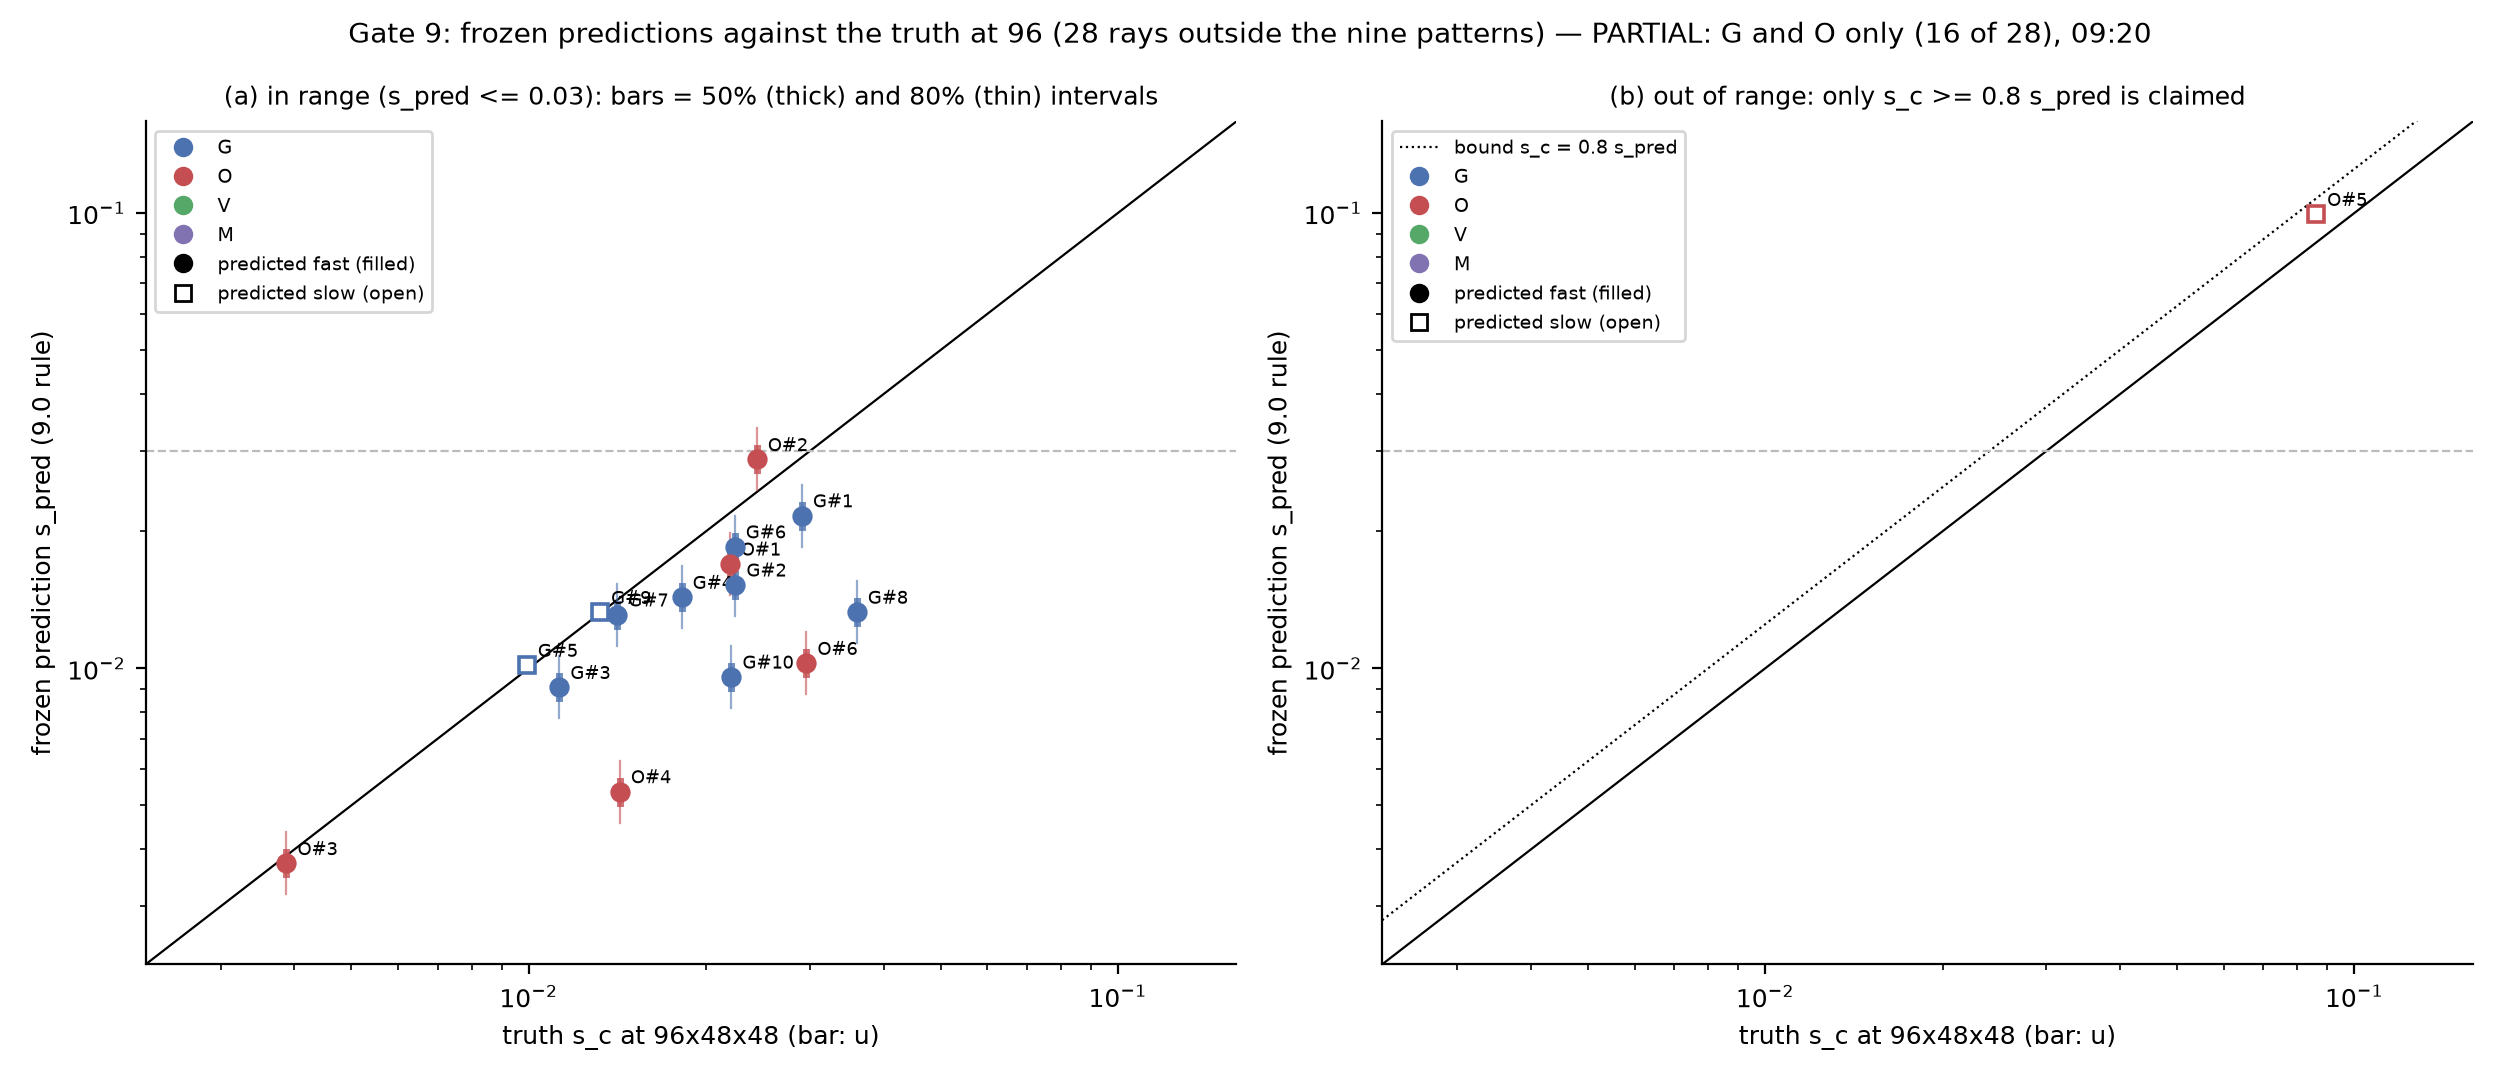 Gate 9: frozen predictions against the truth at 96 (28 rays outside the nine patterns) — PARTIAL: G and O only (16 of 28), 09:20
(a) in range (s_pred <= 0.03): bars = 50% (thick) and 80% (thin) intervals
G
O
V
M
predicted fast (filled)
predicted slow (open)
10⁻¹
10⁻²
frozen prediction s_pred (9.0 rule)
O#2
G#1
G#6
O#1
G#2
G#4
G#9
G#7
G#8
G#5
O#6
G#10
G#3
O#4
O#3
10⁻²
10⁻¹
truth s_c at 96x48x48 (bar: u)
(b) out of range: only s_c >= 0.8 s_pred is claimed
bound s_c = 0.8 s_pred
G
O
V
M
predicted fast (filled)
predicted slow (open)
10⁻¹
10⁻²
frozen prediction s_pred (9.0 rule)
O#5
10⁻²
10⁻¹
truth s_c at 96x48x48 (bar: u)